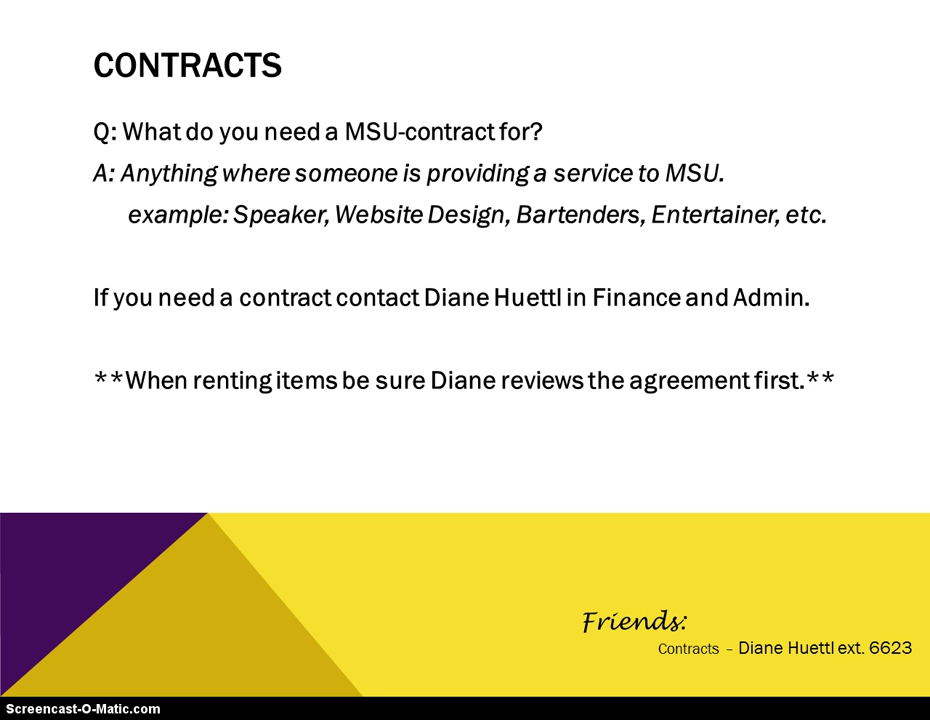 CONTRACTS
Q: What do you need a MSU-contract for?
A: Anything where someone is providing a service to MSU.
example: Speaker, Website Design, Bartenders, Entertainer, etc.
If you need a contract contact Diane Huettl in Finance and Admin.
**When renting items be sure Diane reviews the agreement first.**
Friends:
Contracts – Diane Huettl ext. 6623
Screencast-O-Matic.com